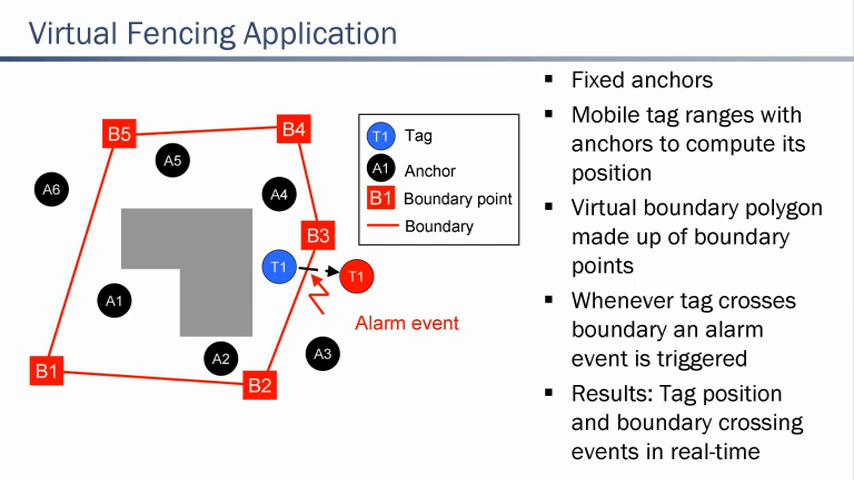 Virtual Fencing Application
B5
B4
A5
A6
A4
B3
T1
T1
A1
Alarm event
A2
A3
B1
B2
T1 Tag
A1 Anchor
B1 Boundary point
Boundary
▪ Fixed anchors
▪ Mobile tag ranges with
anchors to compute its
position
▪ Virtual boundary polygon
made up of boundary
points
▪ Whenever tag crosses
boundary an alarm
event is triggered
▪ Results: Tag position
and boundary crossing
events in real-time